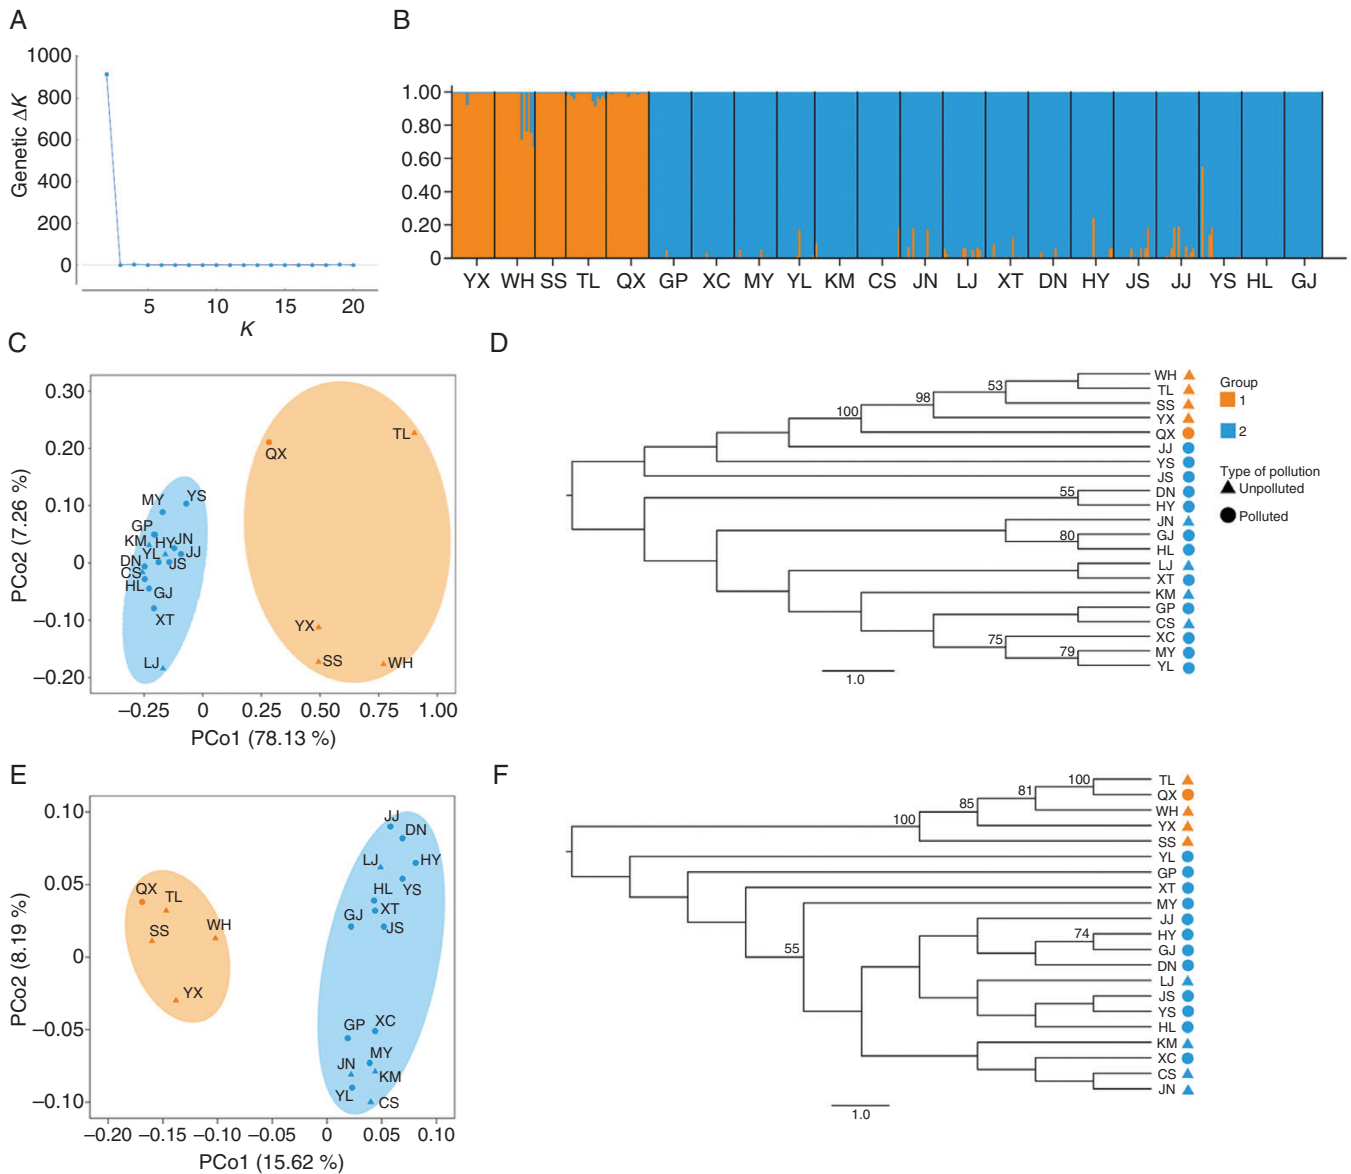 A
1000
800
600
400
200
0
Genetic ΔK
5 10 15 20
K
B
1.00
0.80
0.60
0.40
0.20
0
YX WH SS TL QX GP XC MY YL KM CS JN LJ XT DN HY JS JJ YS HL GJ
C
0.30
0.20
0.10
0
−0.10
−0.20
PCo2 (7.26 %)
TL
QX
MY YS
GP
KM HY JN
YL JJ
DN JS
CS
HL GJ
XT
YX
LJ SS WH
−0.25 0 0.25 0.50 0.75 1.00
PCo1 (78.13 %)
D
WH
53
TL
98
SS
100
YX
QX
JJ
YS
JS
55
DN
HY
JN
80
GJ
HL
LJ
XT
KM
GP
CS
75
XC
79
MY
YL
1.0
Group
1
2
Type of pollution
Unpolluted
Polluted
E
0.10
0.05
0
−0.05
−0.10
PCo2 (8.19 %)
JJ
DN
LJ HY
QX TL HL YS
GJ XT
SS WH JS
YX
GP XC
JN MY
KM
YL CS
−0.20 −0.15 −0.10 −0.05 0 0.05 0.10
PCo1 (15.62 %)
F
100
TL
81
QX
85
WH
100
YX
SS
YL
GP
XT
MY
JJ
74
HY
55
GJ
DN
LJ
JS
YS
HL
KM
XC
CS
JN
1.0